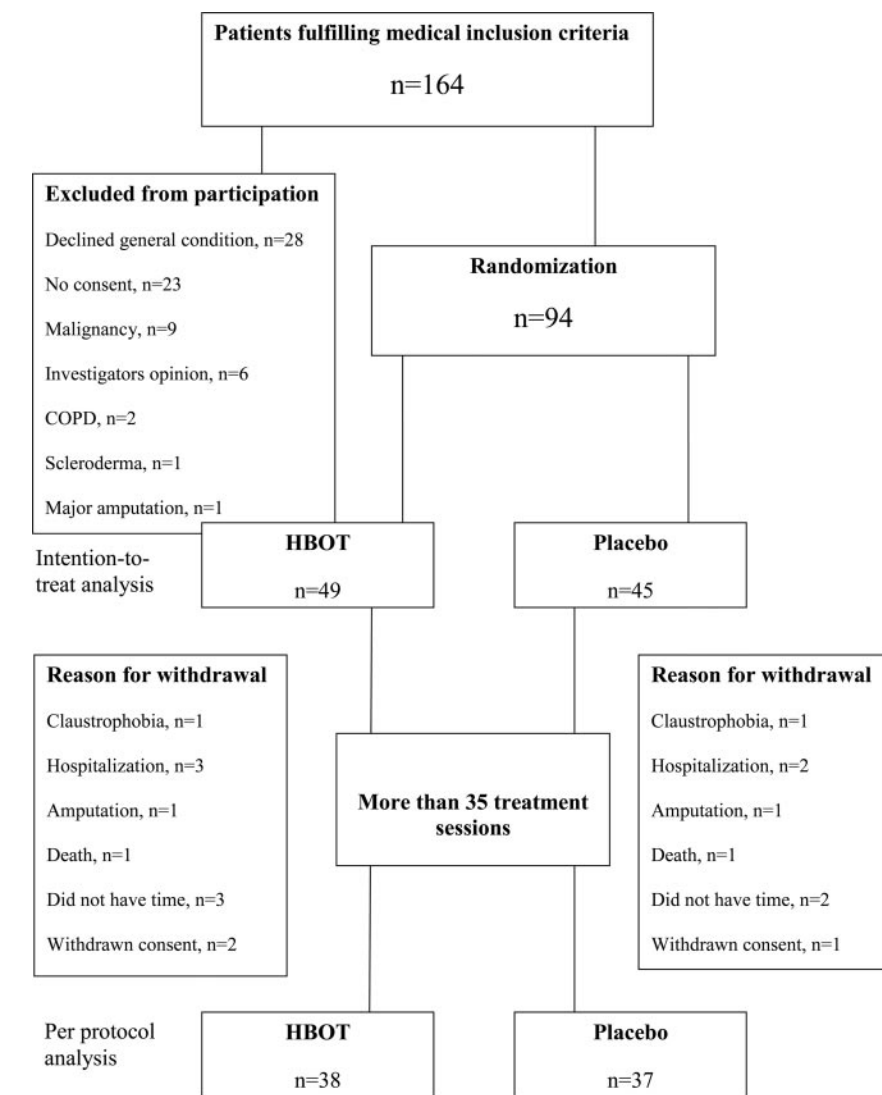 Patients fulfilling medical inclusion criteria
n=164
Excluded from participation
Declined general condition, n=28
No consent, n=23
Malignancy, n=9
Investigators opinion, n=6
COPD, n=2
Scleroderma, n=1
Major amputation, n=1
Randomization
n=94
Intention-to-
treat analysis
HBOT
n=49
Placebo
n=45
Reason for withdrawal
Claustrophobia, n=1
Hospitalization, n=3
Amputation, n=1
Death, n=1
Did not have time, n=3
Withdrawn consent, n=2
More than 35 treatment
sessions
Reason for withdrawal
Claustrophobia, n=1
Hospitalization, n=2
Amputation, n=1
Death, n=1
Did not have time, n=2
Withdrawn consent, n=1
Per protocol
analysis
HBOT
n=38
Placebo
n=37